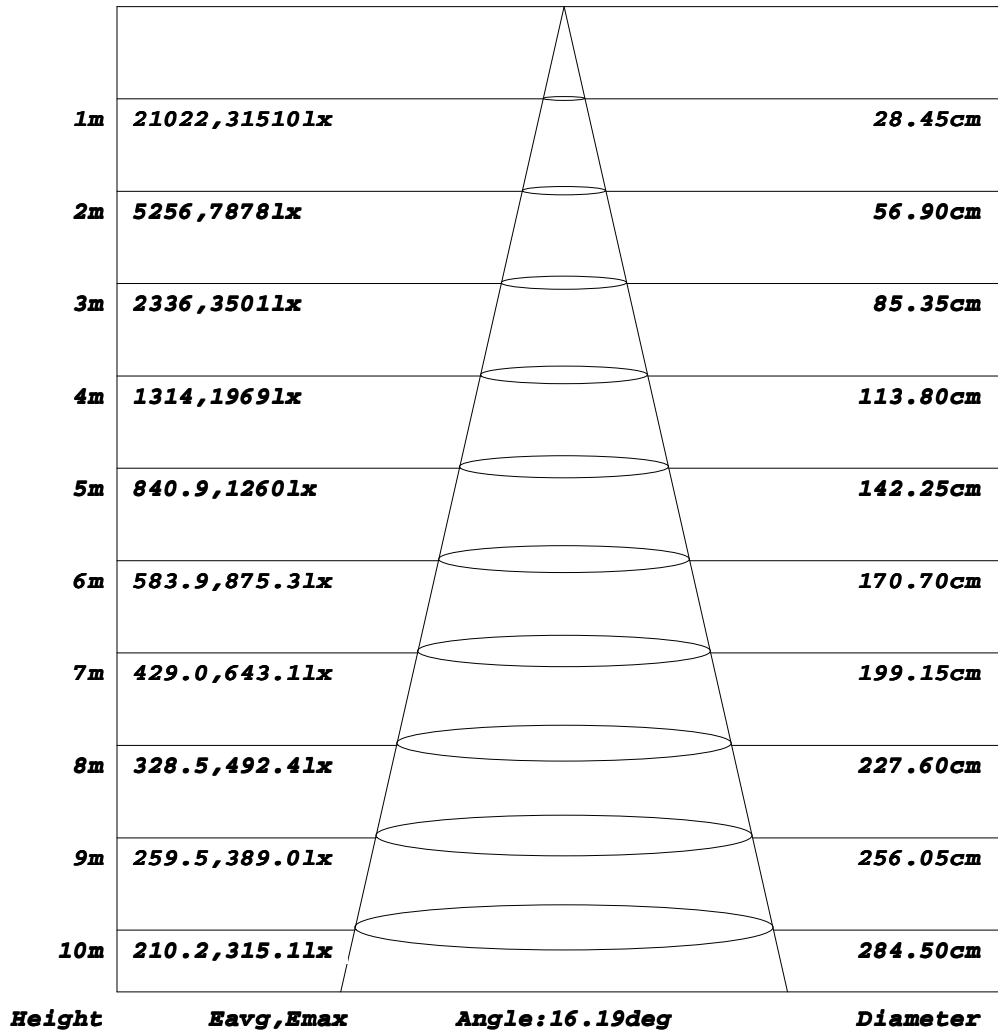 1m 21022,31510lx 28.45cm
2m 5256,7878lx 56.90cm
3m 2336,3501lx 85.35cm
4m 1314,1969lx 113.80cm
5m 840.9,1260lx 142.25cm
6m 583.9,875.3lx 170.70cm
7m 429.0,643.1lx 199.15cm
8m 328.5,492.4lx 227.60cm
9m 259.5,389.0lx 256.05cm
10m 210.2,315.1lx 284.50cm
Height Eavg,Emax Angle:16.19deg Diameter